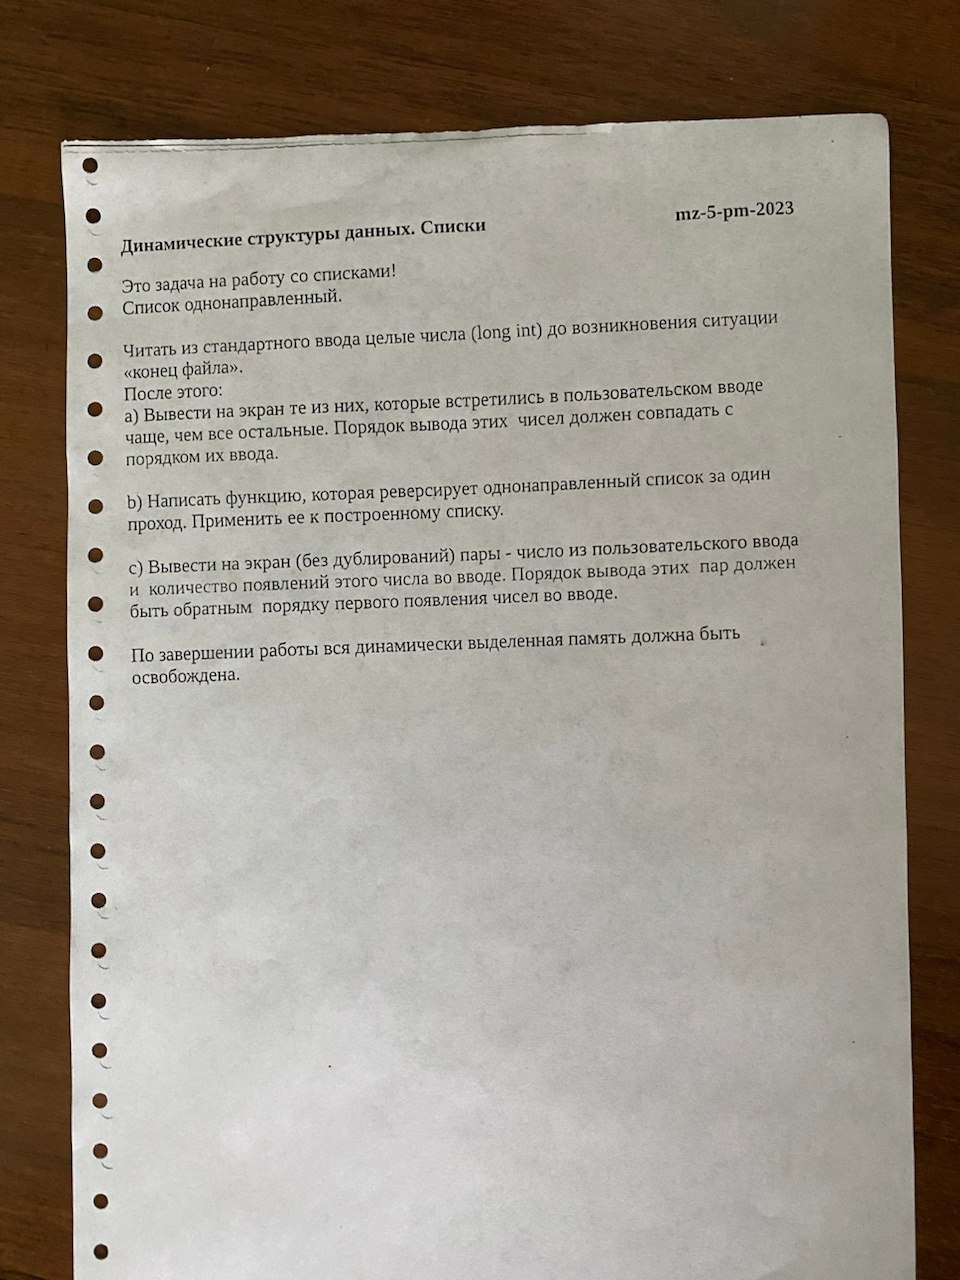 mz-5-pm-2023
Динамические структуры данных. Списки
Это задача на работу со списками!
Список однонаправленный.
Читать из стандартного ввода целые числа (long int) до возникновения ситуации
«конец файла».
После этого:
a) Вывести на экран те из них, которые встретились в пользовательском вводе
чаще, чем все остальные. Порядок вывода этих чисел должен совпадать с
порядком их ввода.
b) Написать функцию, которая реверсирует однонаправленный список за один
проход. Применить ее к построенному списку.
c) Вывести на экран (без дублирований) пары - число из пользовательского ввода
и количество появлений этого числа во вводе. Порядок вывода этих пар должен
быть обратным порядку первого появления чисел во вводе.
По завершении работы вся динамически выделенная память должна быть
освобождена.